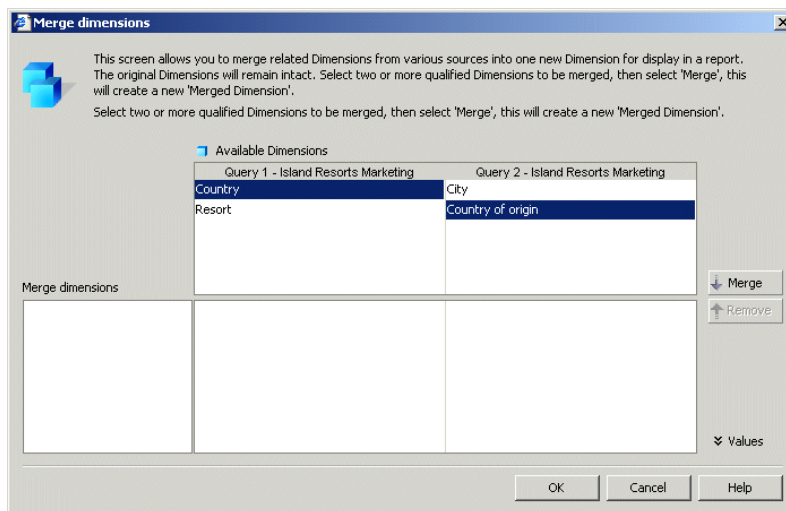 Merge dimensions
This screen allows you to merge related Dimensions from various sources into one new Dimension for display in a report.
The original Dimensions will remain intact. Select two or more qualified Dimensions to be merged, then select 'Merge', this
will create a new 'Merged Dimension'.
Select two or more qualified Dimensions to be merged, then select 'Merge', this will create a new 'Merged Dimension'.
Available Dimensions
Query 1 - Island Resorts Marketing
Query 2 - Island Resorts Marketing
Country
City
Resort
Country of origin
Merge
Merge dimensions
Remove
Values
OK
Cancel
Help